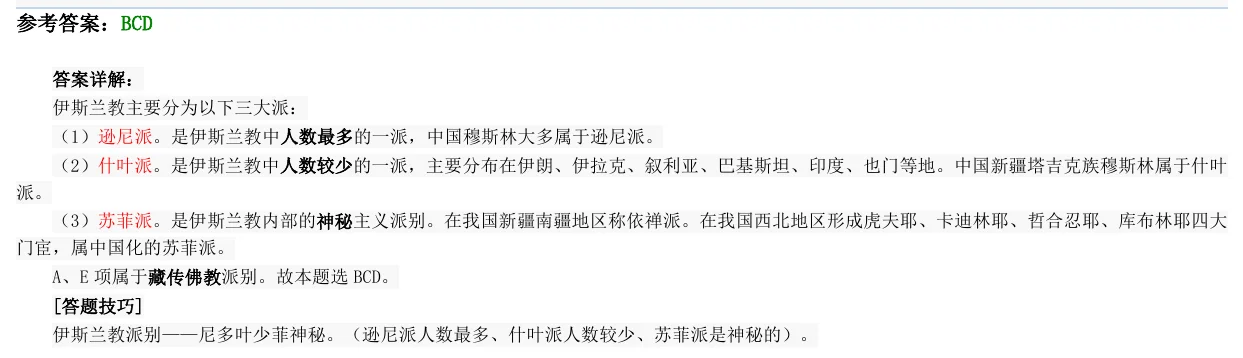 参考答案：BCD
答案详解：
伊斯兰教主要分为以下三大派：
（1）逊尼派。是伊斯兰教中人数最多的一派，中国穆斯林大多属于逊尼派。
（2）什叶派。是伊斯兰教中人数较少的一派，主要分布在伊朗、伊拉克、叙利亚、巴基斯坦、印度、也门等地。中国新疆塔吉克族穆斯林属于什叶
派。
（3）苏菲派。是伊斯兰教内部的神秘主义派别。在我国新疆南疆地区称依禅派。在我国西北地区形成虎夫耶、卡迪林耶、哲合忍耶、库布林耶四大
门宦，属中国化的苏菲派。
A、E 项属于藏传佛教派别。故本题选 BCD。
[答题技巧]
伊斯兰教派别——尼多叶少菲神秘。（逊尼派人数最多、什叶派人数较少、苏菲派是神秘的）。